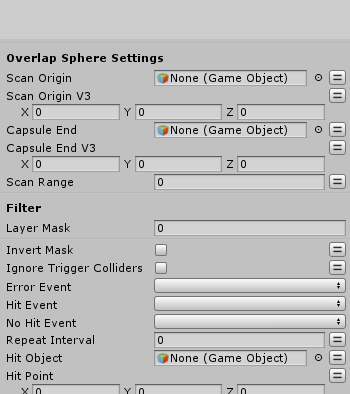 Overlap Sphere Settings
Scan Origin None (Game Object)
Scan Origin V3
X 0 Y 0 Z 0
Capsule End None (Game Object)
Capsule End V3
X 0 Y 0 Z 0
Scan Range 0
Filter
Layer Mask 0
Invert Mask
Ignore Trigger Colliders
Error Event
Hit Event
No Hit Event
Repeat Interval 0
Hit Object None (Game Object)
Hit Point
X 0 Y 0 Z 0